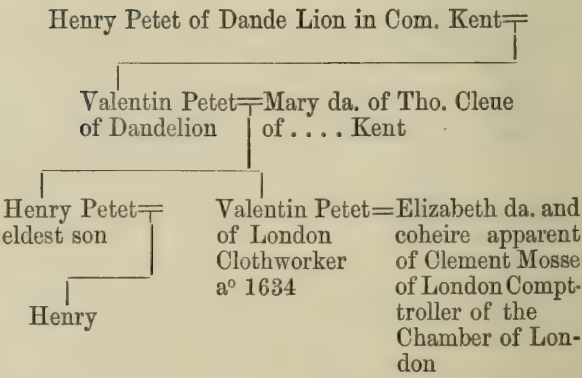 Henry Petet of Dande Lion in Com. Kent
Valentin Petet=Mary da. of Tho. Cleue
of Dandelion of . . . . Kent
Henry Petet=
eldest son
Henry
Valentin Petet=
of London
Clothworker
aº 1634
Elizabeth da. and
coheire apparent
of Clement Mosse
of London Compt-
troller of the
Chamber of Lon-
don